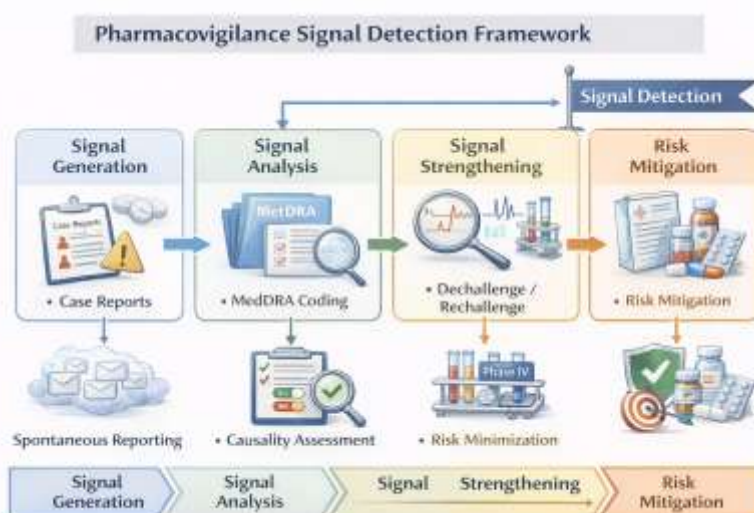 Pharmacovigilance Signal Detection Framework
Signal Detection
Signal
Generation
Case Reports
• Case Reports
Spontaneous Reporting
Signal
Analysis
MetDRA
• MedDRA Coding
• Causality Assessment
Signal
Strengthening
• Dechallenge /
Rechallenge
Phase IV
• Risk Minimization
Risk
Mitigation
• Risk Mitigation
Signal
Generation
Signal
Analysis
Signal Strengthening
Risk
Mitigation